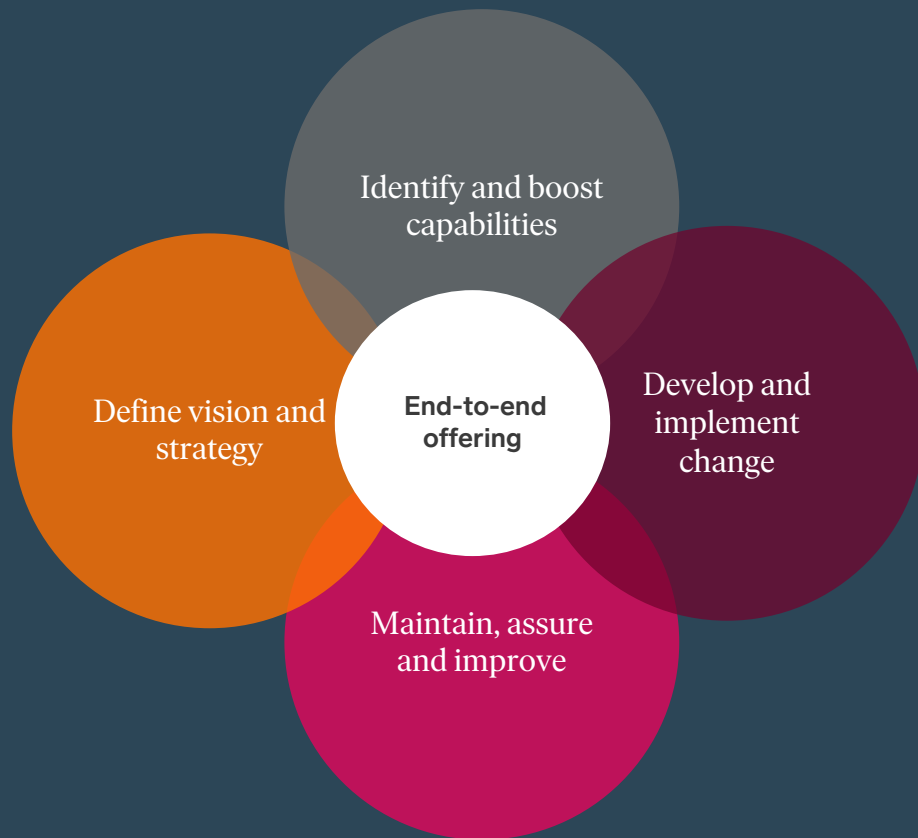 Identify and boost
capabilities
Define vision and
strategy
End-to-end
offering
Develop and
implement
change
Maintain, assure
and improve